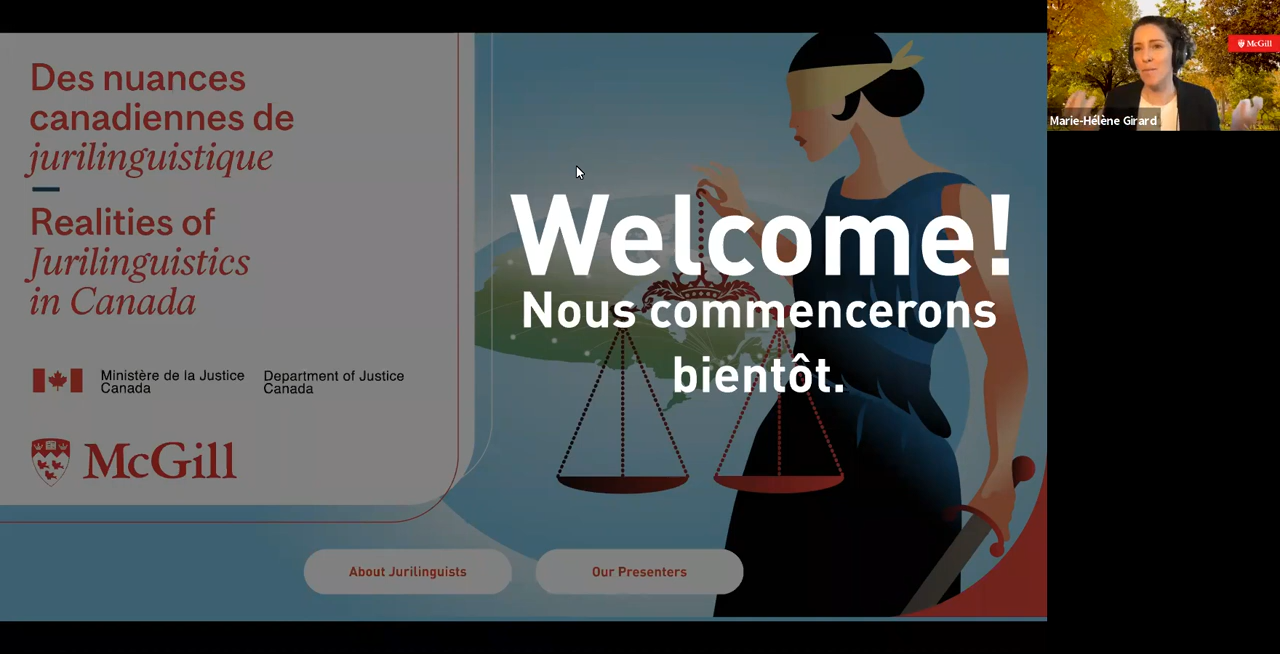 Des nuances
canadiennes de
jurilinguistique
Realities of
Jurilinguistics
in Canada
Ministère de la Justice
Canada
Department of Justice
Canada
McGill
Welcome!
Nous commencerons
bientôt.
About Jurilinguists
Our Presenters
McGill
Marie-Hélène Girard